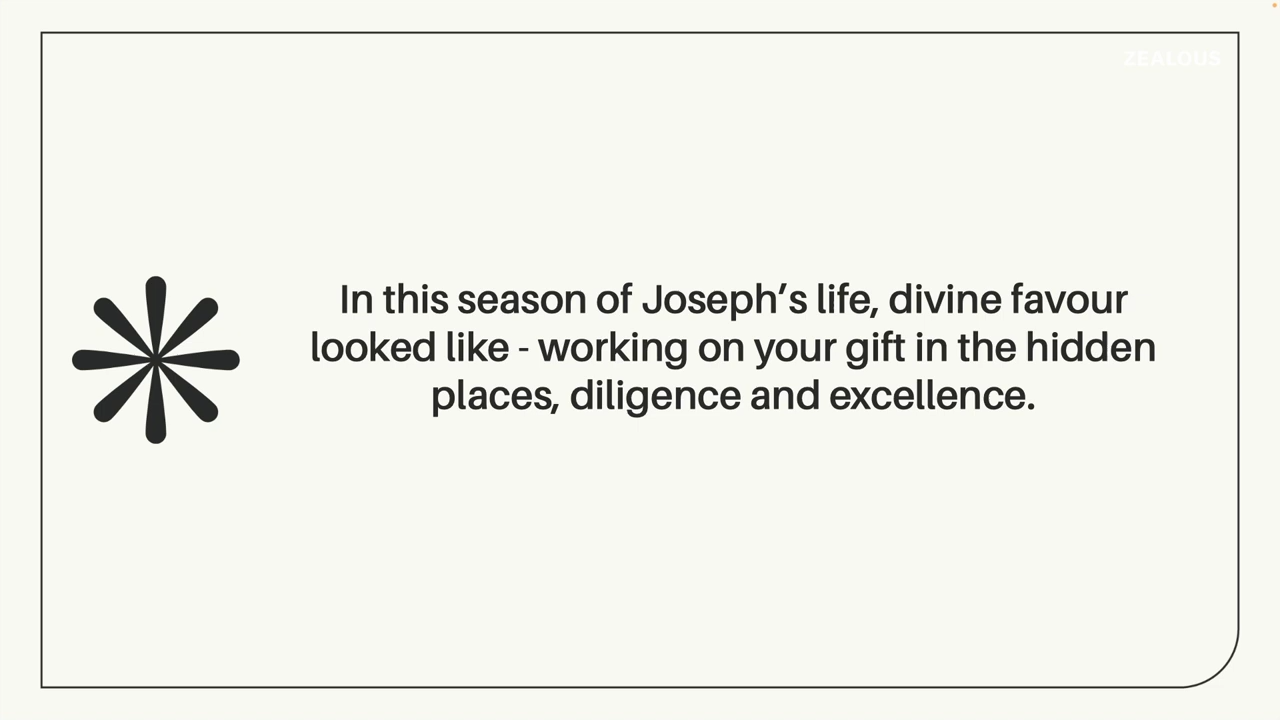 ZEALOUS
In this season of Joseph’s life, divine favour
looked like - working on your gift in the hidden
places, diligence and excellence.